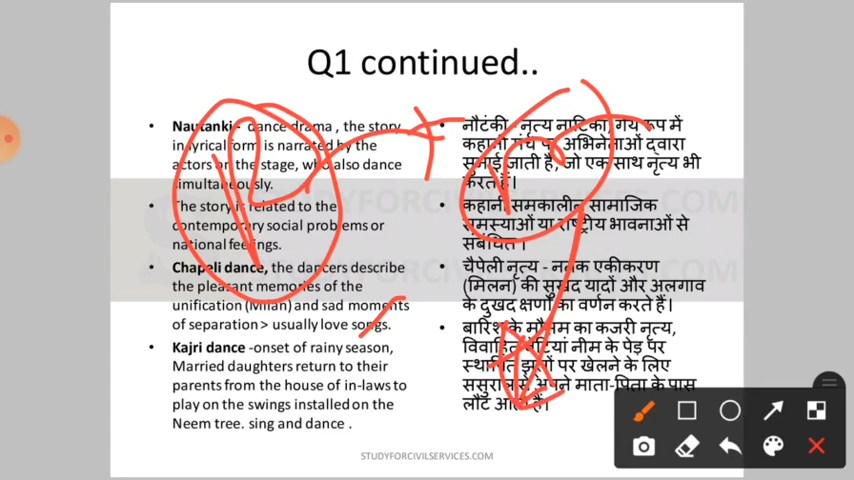 Q1 continued..
• Nautanki- dance drama , the story
in lyrical form is narrated by the
actors on the stage, who also dance
simultaneously.
• The story is related to the
contemporary social problems or
national feelings.
• Chapeli dance, the dancers describe
the pleasant memories of the
unification (Milan) and sad moments
of separation> usually love songs.
• Kajri dance -onset of rainy season,
Married daughters return to their
parents from the house of in-laws to
play on the swings installed on the
Neem tree. sing and dance .
• नौटंकी - नृत्य नाटिका, गेय रूप में
कहानी मंच पर अभिनेताओं द्वारा
सुनाई जाती है, जो एक साथ नृत्य भी
करते हैं।
• कहानी समकालीन सामाजिक
समस्याओं या राष्ट्रीय भावनाओं से
संबंधित ।
• चैपेली नृत्य - नर्तक एकीकरण
(मिलन) की सुखद यादों और अलगाव
के दुखद क्षणों का वर्णन करते हैं।
• बारिश के मौसम का कजरी नृत्य,
विवाहित बेटियां नीम के पेड़ पर
स्थापित झूलों पर खेलने के लिए
ससुराल से अपने माता-पिता के पास
लौट आती हैं।
STUDYFORCIVILSERVICES.COM